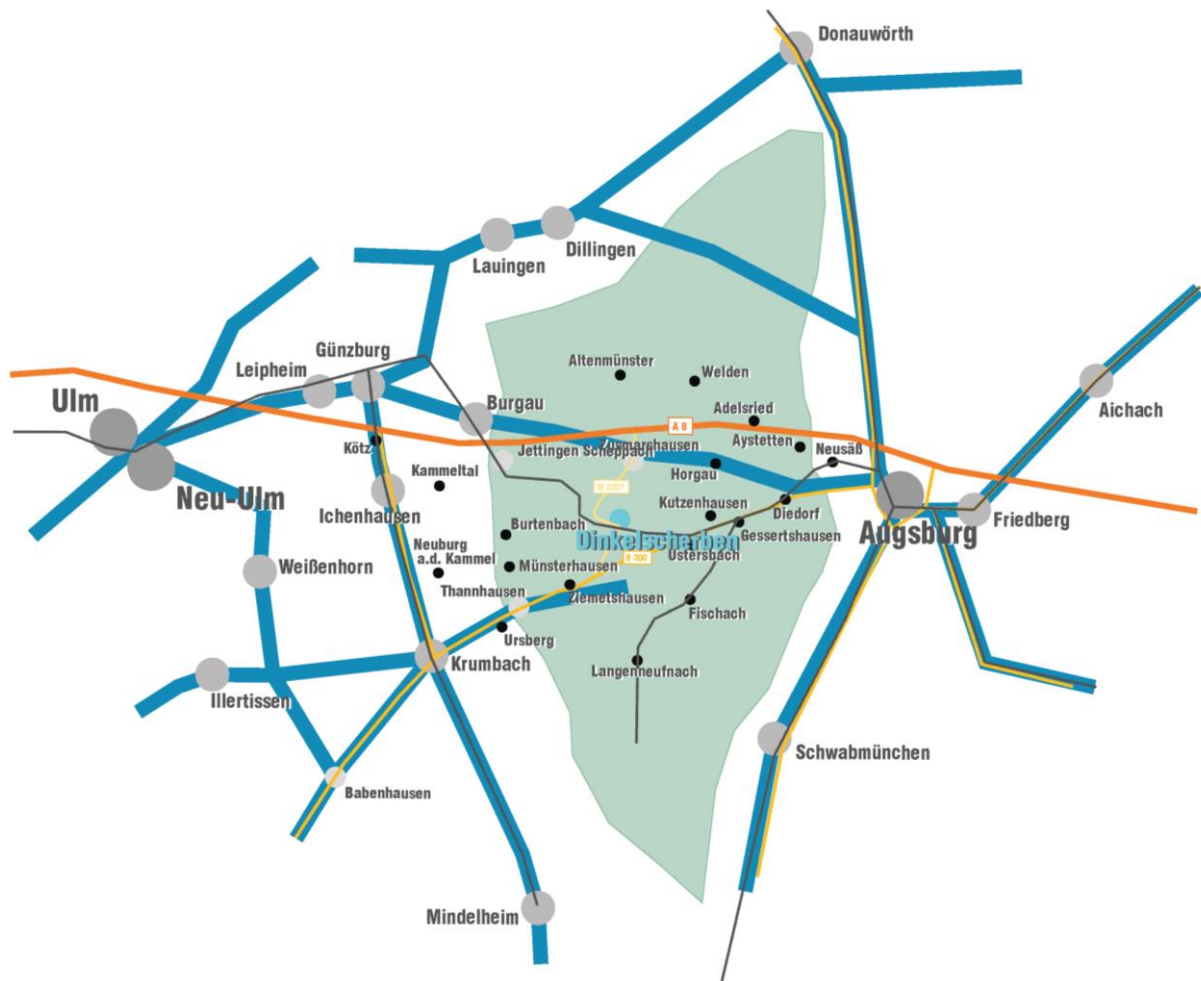 Donauwörth
Lauingen
Dillingen
Günzburg
Leipheim
Altenmünster
Welden
Ulm
Burgau
Adelsried
Aichach
A 8
Aystetten
Zusmarshausen
Neusäß
Kötz
Jettingen Scheppach
Kammeltal
Horgau
Neu-Ulm
Ichenhausen
Kutzenhausen
Diedorf
Augsburg
Friedberg
Burtenbach
Dinkelscherben
Gessertshausen
Neuburg
a.d. Kammel
Ustersbach
B 300
Weißenhorn
Münsterhausen
Thannhausen
Ziemetshausen
Fischach
Ursberg
Krumbach
Langenneufnach
Illertissen
Schwabmünchen
Babenhausen
Mindelheim